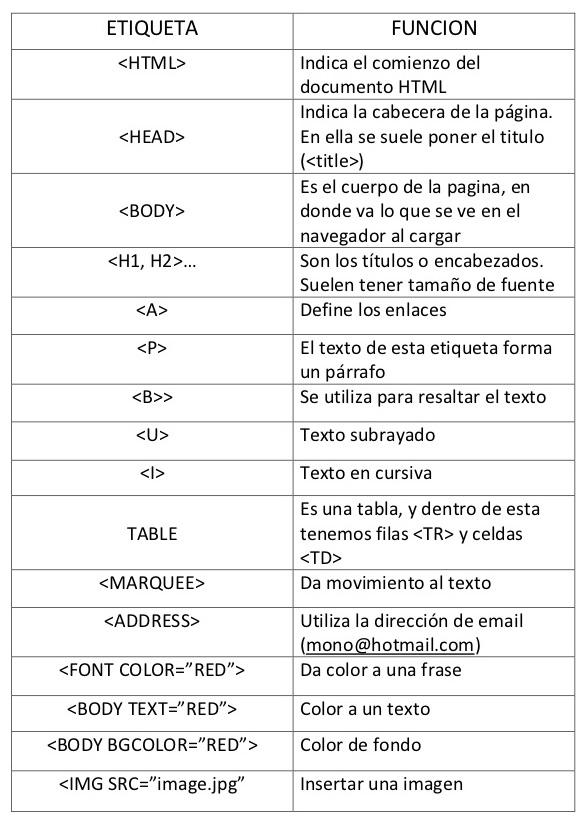 ETIQUETA FUNCION
<HTML> Indica el comienzo del
documento HTML
Indica la cabecera de la página.
<HEAD> En ella se suele poner el titulo
(<title>)
Es el cuerpo de la pagina, en
<BODY> donde va lo que se ve en el
navegador al cargar
<H1, H2>... Son los títulos o encabezados.
Suelen tener tamaño de fuente
<A> Define los enlaces
<P> El texto de esta etiqueta forma
un párrafo
<B>> Se utiliza para resaltar el texto
<U> Texto subrayado
<I> Texto en cursiva
Es una tabla, y dentro de esta
TABLE tenemos filas <TR> y celdas
<TD>
<MARQUEE> Da movimiento al texto
<ADDRESS> Utiliza la dirección de email
(mono@hotmail.com)
<FONT COLOR=”RED”> Da color a una frase
<BODY TEXT=”RED”> Color a un texto
<BODY BGCOLOR=”RED”> Color de fondo
<IMG SRC=”image.jpg” Insertar una imagen